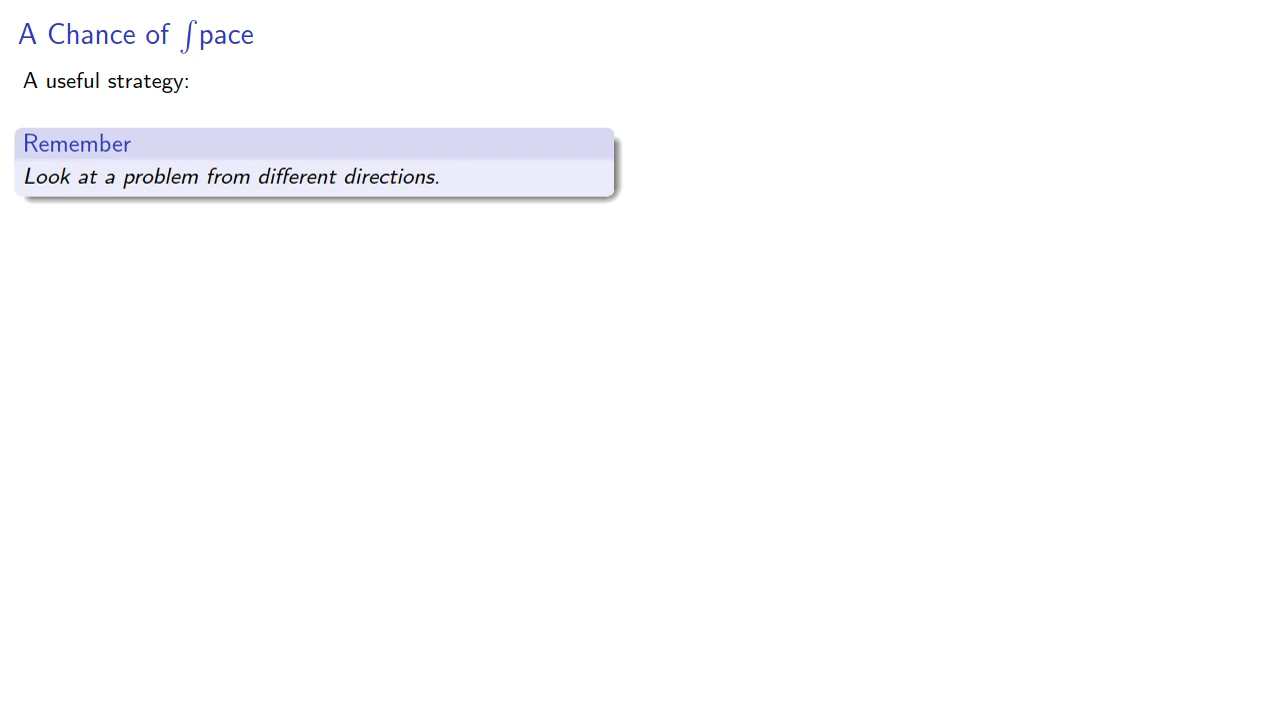 A Chance of ∫pace
A useful strategy:
Remember
Look at a problem from different directions.